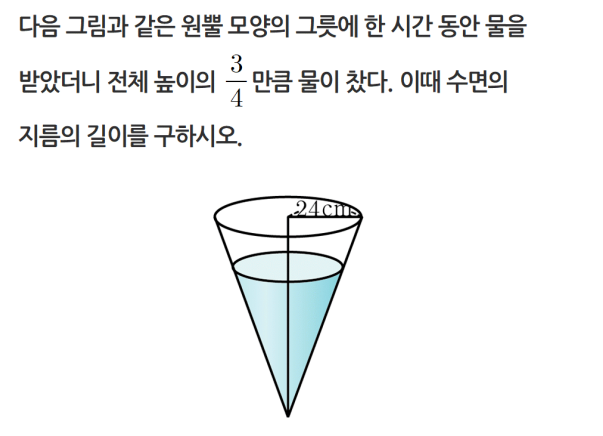 다음 그림과 같은 원뿔 모양의 그릇에 한 시간 동안 물을
받았더니 전체 높이의 3/4 만큼 물이 찼다. 이때 수면의
지름의 길이를 구하시오.
24cm